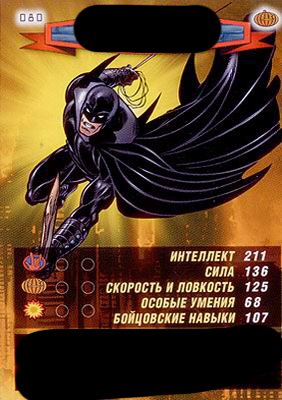 080
ИНТЕЛЛЕКТ 211
СИЛА 136
СКОРОСТЬ И ЛОВКОСТЬ 125
ОСОБЫЕ УМЕНИЯ 68
БОЙЦОВСКИЕ НАВЫКИ 107